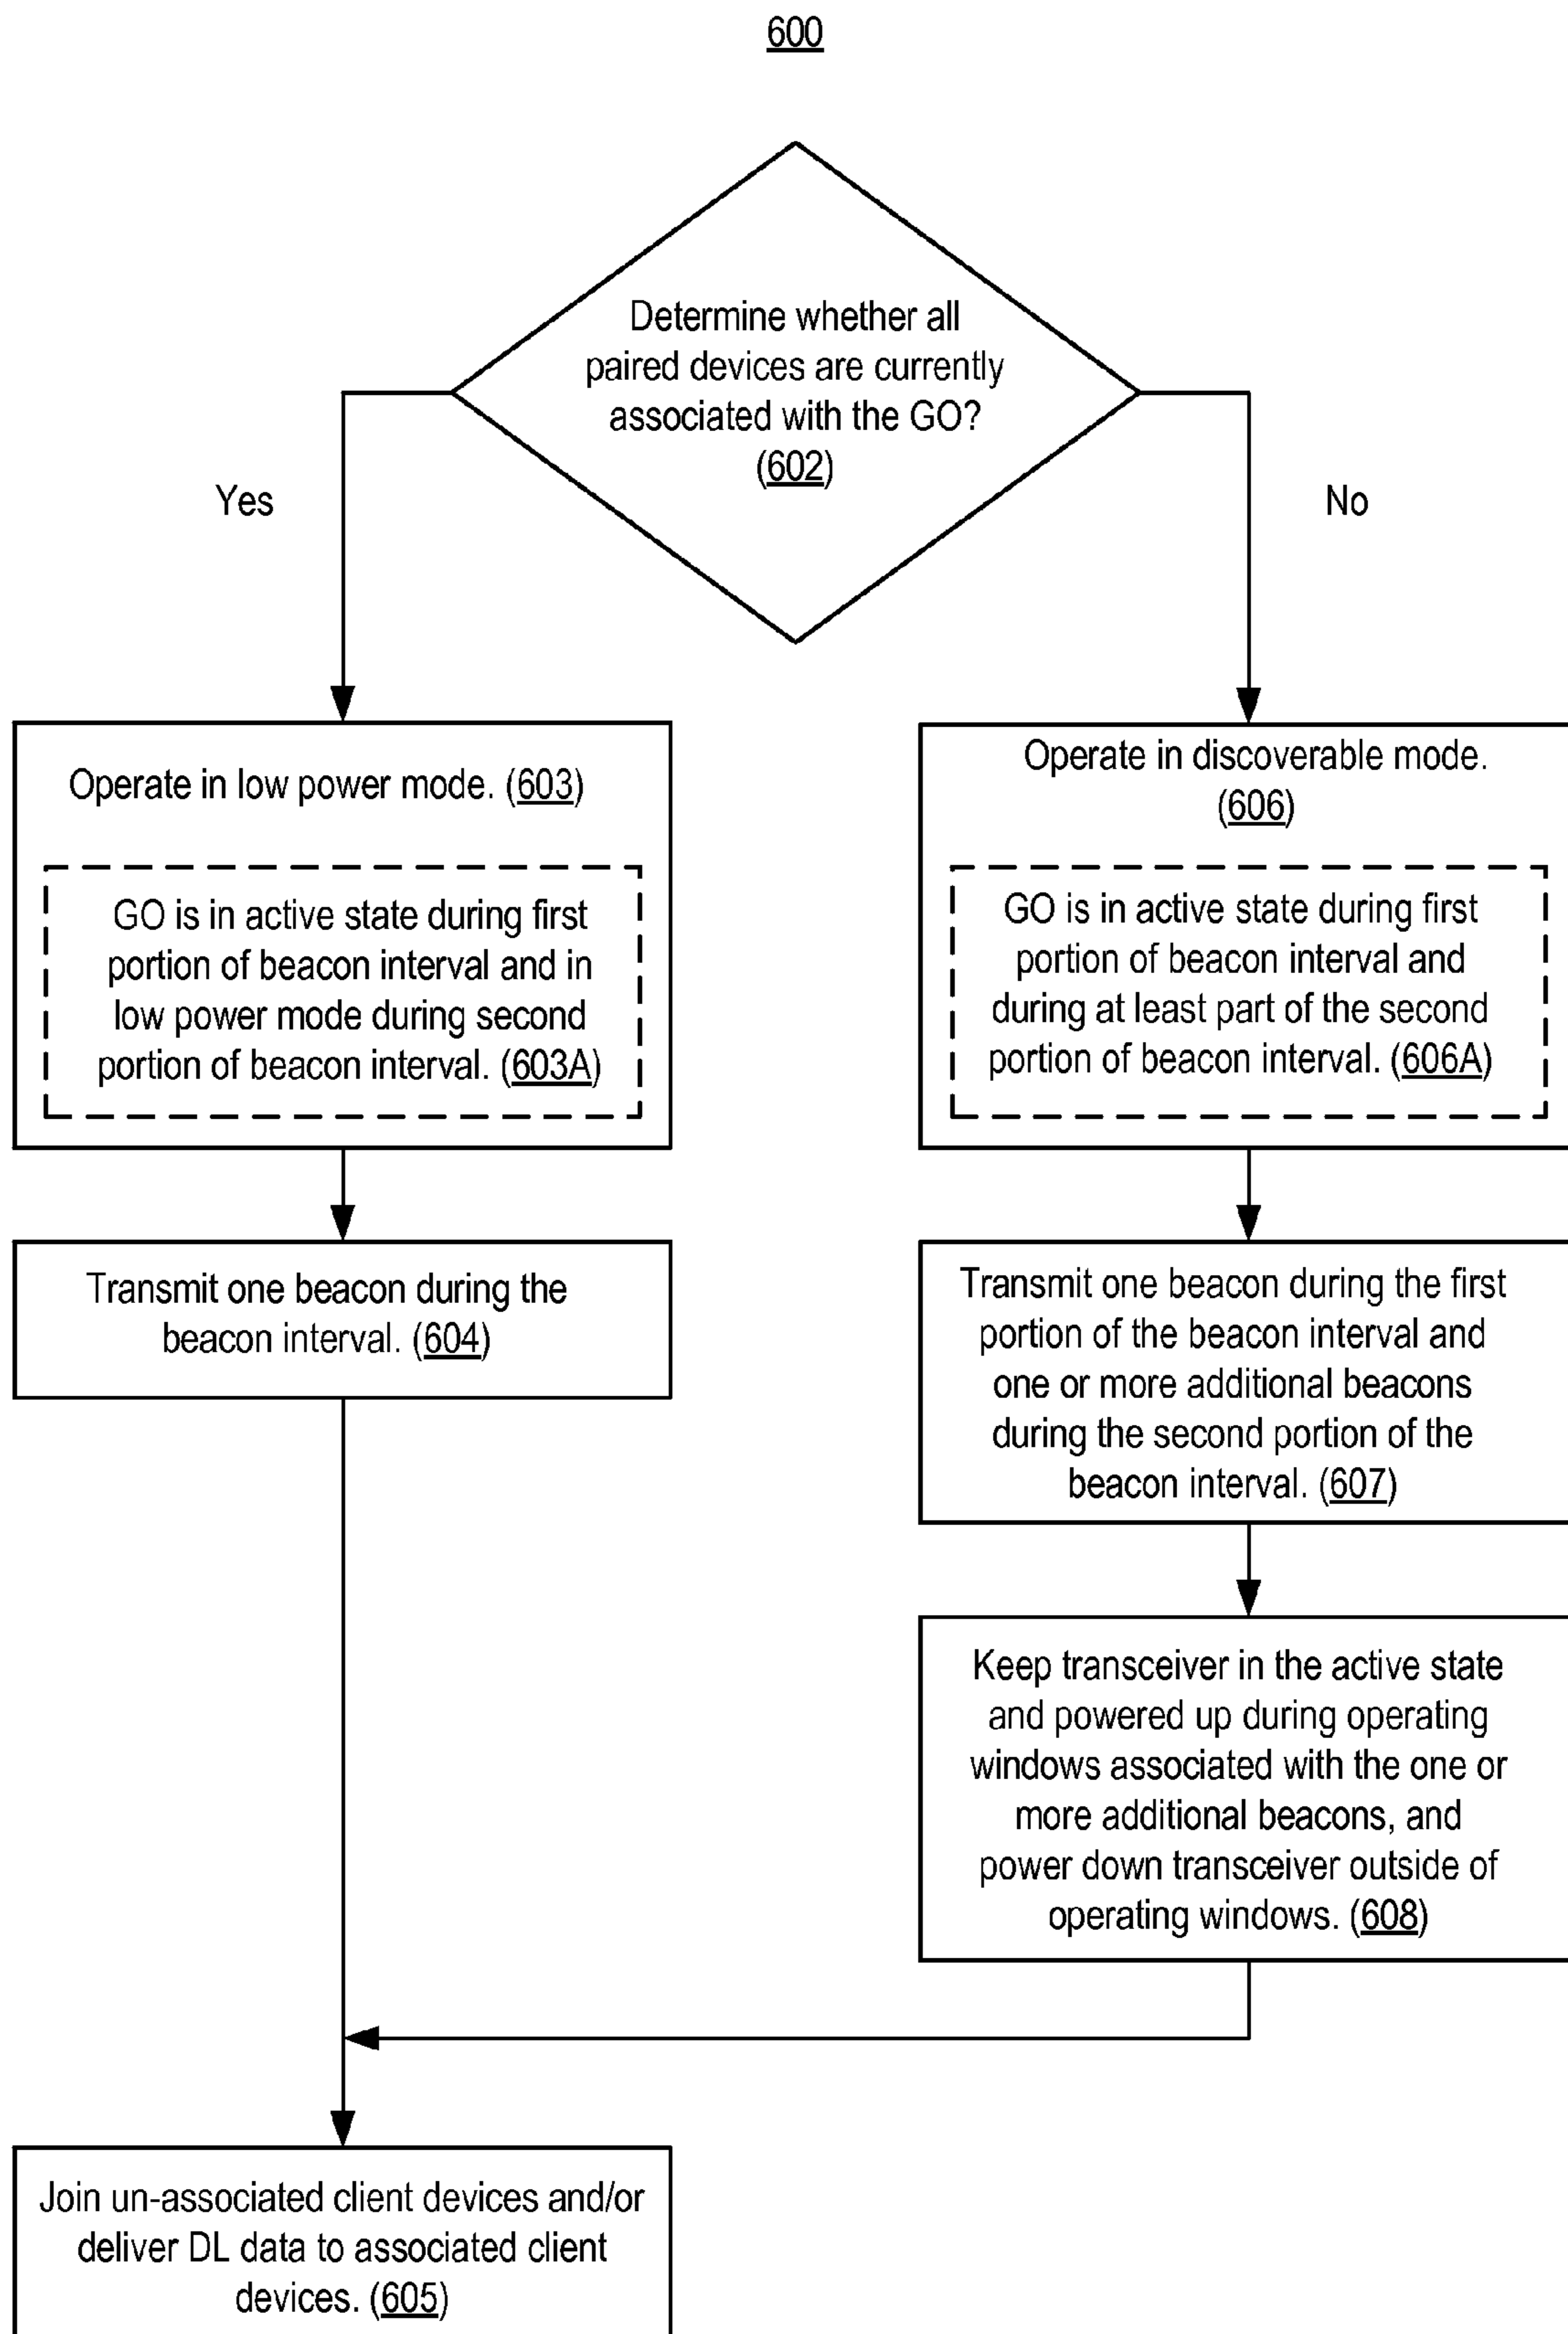 600
Determine whether all
paired devices are currently
associated with the GO?
(602)
Yes
No
Operate in low power mode. (603)
GO is in active state during first
portion of beacon interval and in
low power mode during second
portion of beacon interval. (603A)
Operate in discoverable mode.
(606)
GO is in active state during first
portion of beacon interval and
during at least part of the second
portion of beacon interval. (606A)
Transmit one beacon during the
beacon interval. (604)
Transmit one beacon during the first
portion of the beacon interval and
one or more additional beacons
during the second portion of the
beacon interval. (607)
Keep transceiver in the active state
and powered up during operating
windows associated with the one or
more additional beacons, and
power down transceiver outside of
operating windows. (608)
Join un-associated client devices and/or
deliver DL data to associated client
devices. (605)